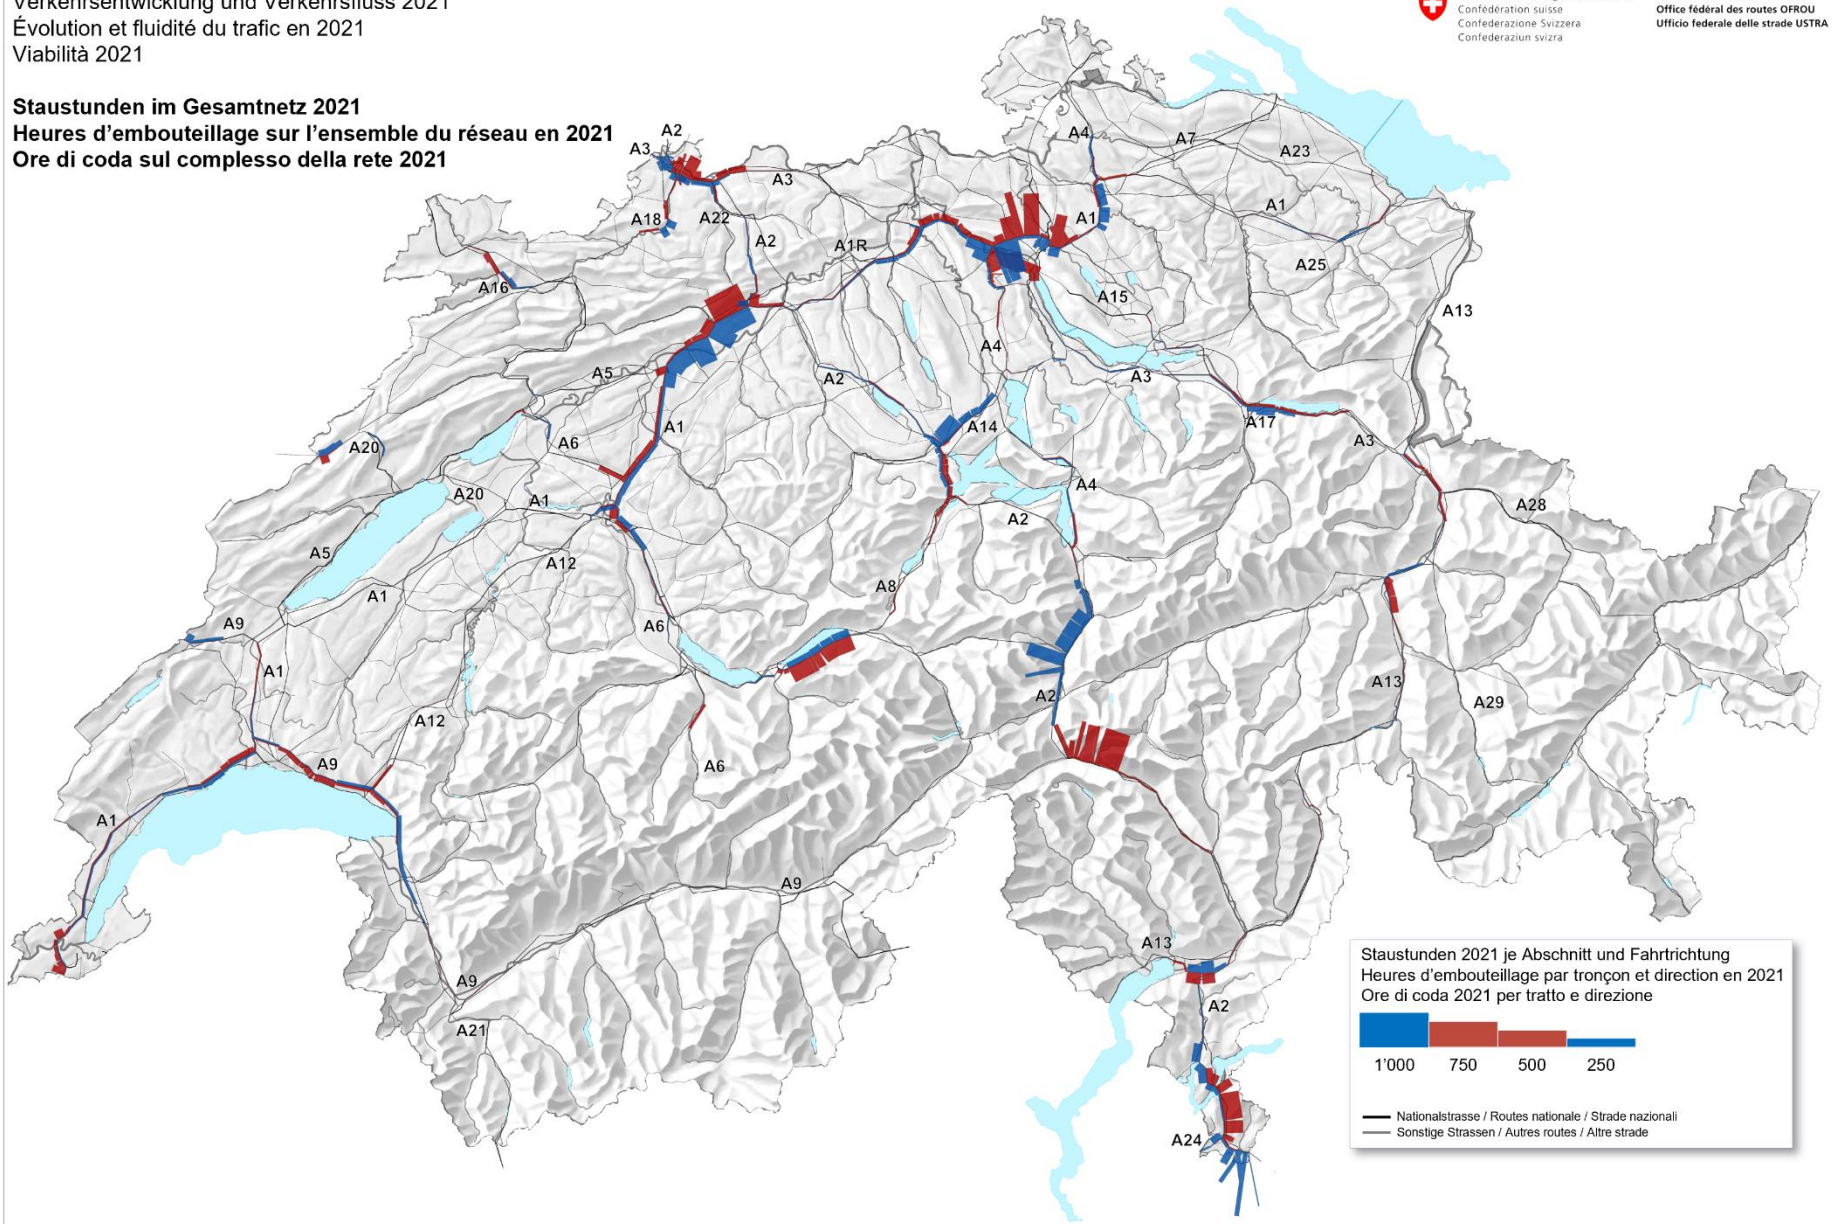 Verkehrsentwicklung und Verkehrsfluss 2021
Évolution et fluidité du trafic en 2021
Viabilità 2021
Confédération suisse
Confederazione Svizzera
Confederaziun svizra
Office fédéral des routes OFROU
Ufficio federale delle strade USTRA
Staustunden im Gesamtnetz 2021
Heures d’embouteillage sur l’ensemble du réseau en 2021
Ore di coda sul complesso della rete 2021
A2
A3
A4
A7
A23
A3
A18
A22
A2
A1R
A1
A1
A25
A16
A15
A13
A5
A2
A4
A3
A17
A3
A14
A1
A6
A20
A20
A1
A4
A2
A28
A5
A12
A1
A8
A9
A6
A1
A2
A13
A29
A12
A9
A6
A1
A9
A13
A9
A2
A21
A24
Staustunden 2021 je Abschnitt und Fahrtrichtung
Heures d’embouteillage par tronçon et direction en 2021
Ore di coda 2021 per tratto e direzione
1’000 750 500 250
Nationalstrasse / Routes nationale / Strade nazionali
Sonstige Strassen / Autres routes / Altre strade